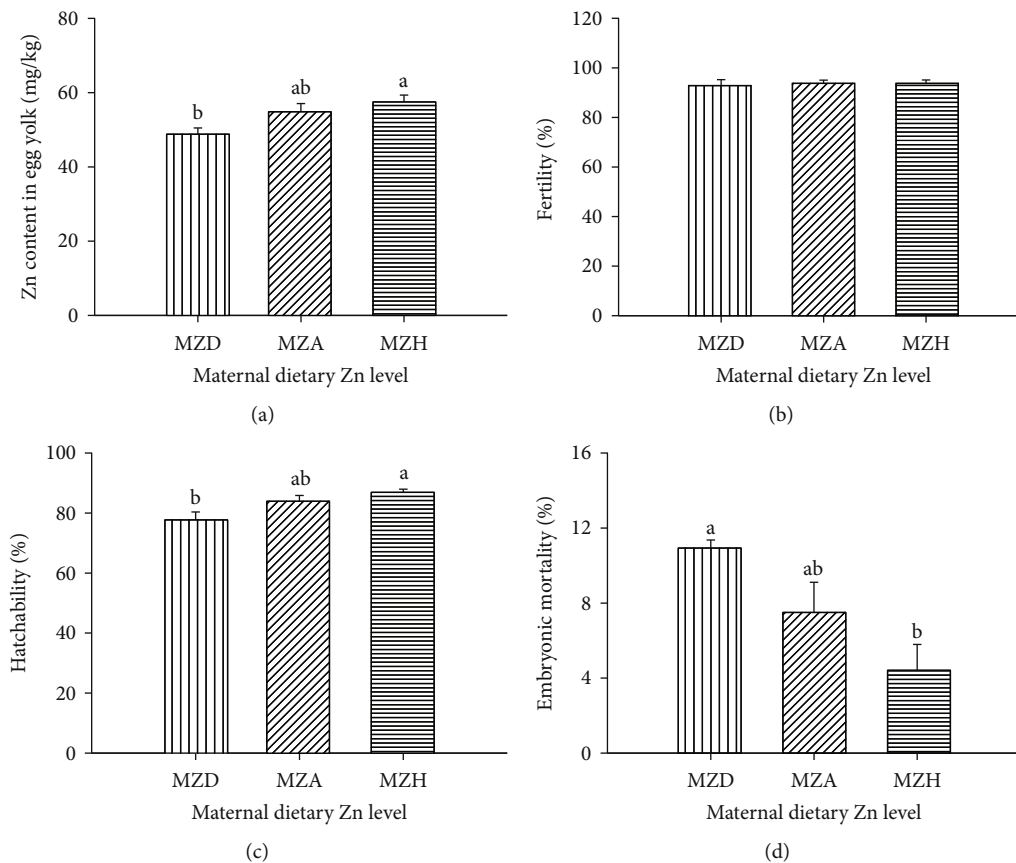 80
60
40
20
0
Zn content in egg yolk (mg/kg)
b
ab
a
MZD MZA MZH
Maternal dietary Zn level
(a)
120
100
80
60
40
20
0
Fertility (%)
MZD MZA MZH
Maternal dietary Zn level
(b)
100
80
60
40
20
0
Hatchability (%)
b
ab
a
MZD MZA MZH
Maternal dietary Zn level
(c)
16
12
8
4
0
Embryonic mortality (%)
a
ab
b
MZD MZA MZH
Maternal dietary Zn level
(d)